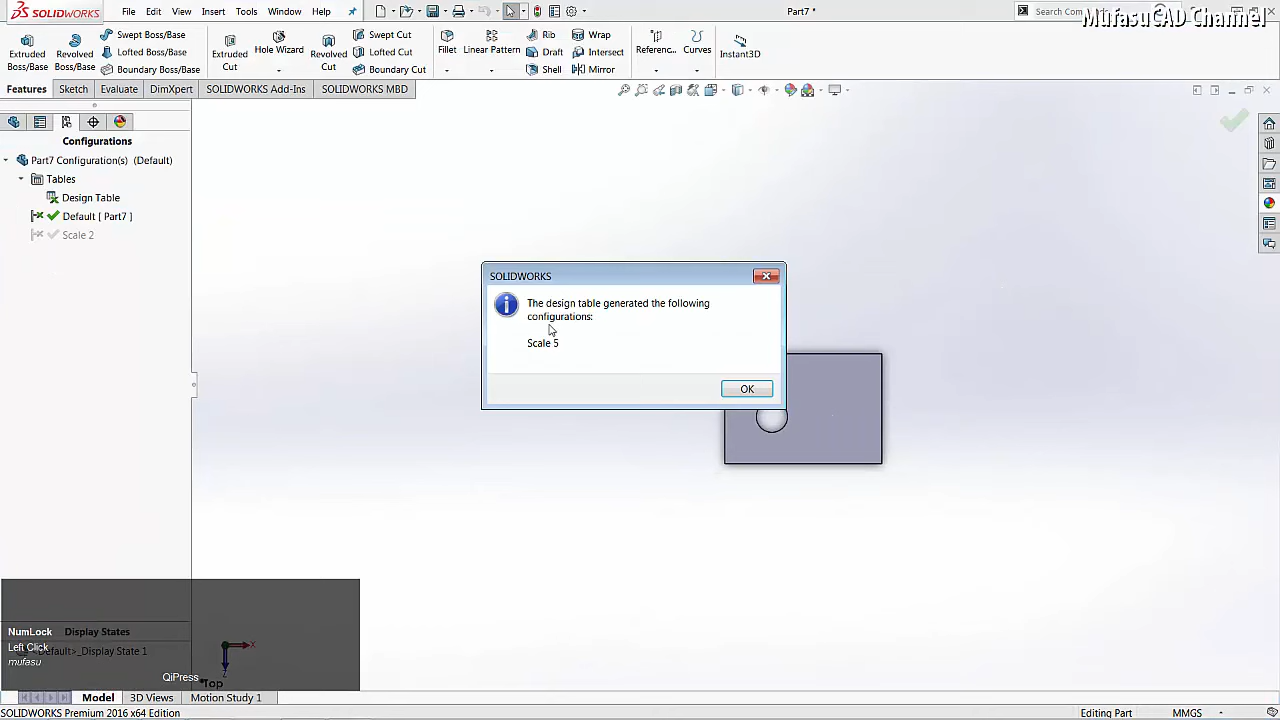 SOLIDWORKS
File
Edit
View
Insert
Tools
Window
Help
Part7 *
Search Com
MufasuCAD Channel
Extruded Boss/Base
Revolved Boss/Base
Swept Boss/Base
Lofted Boss/Base
Boundary Boss/Base
Extruded Cut
Hole Wizard
Revolved Cut
Swept Cut
Lofted Cut
Boundary Cut
Fillet
Linear Pattern
Rib
Draft
Shell
Wrap
Intersect
Mirror
Referenc...
Curves
Instant3D
Features
Sketch
Evaluate
DimXpert
SOLIDWORKS Add-Ins
SOLIDWORKS MBD
Configurations
Part7 Configuration(s) (Default)
Tables
Design Table
Default [ Part7 ]
Scale 2
SOLIDWORKS
The design table generated the following
configurations:
Scale 5
OK
NumLock
Display States
Left Click
Default>_Display State 1
mufasu
QiPress
X
Z
*Top
Model
3D Views
Motion Study 1
SOLIDWORKS Premium 2016 x64 Edition
Editing Part
MMGS